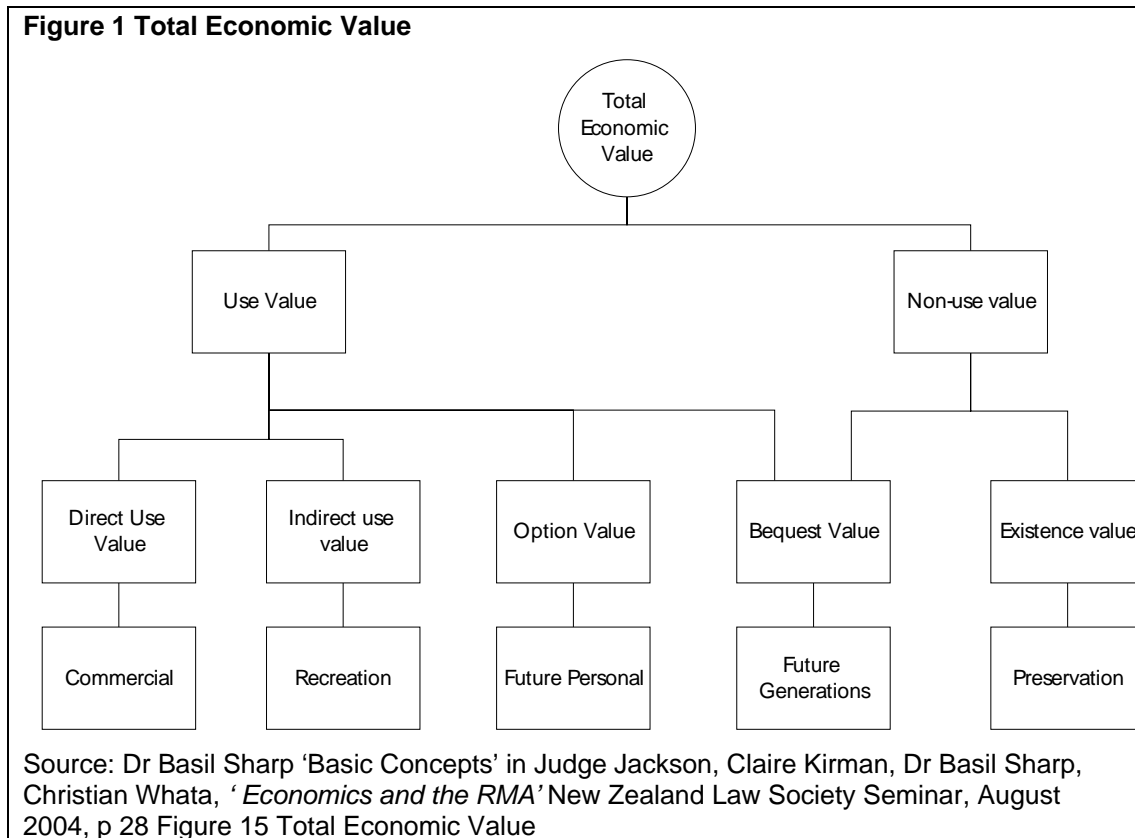 Figure 1 Total Economic Value
Total
Economic
Value
Use Value
Non-use value
Direct Use
Value
Indirect use
value
Option Value
Bequest Value
Existence value
Commercial
Recreation
Future Personal
Future
Generations
Preservation
Source: Dr Basil Sharp ‘Basic Concepts’ in Judge Jackson, Claire Kirman, Dr Basil Sharp,
Christian Whata, ‘ Economics and the RMA’ New Zealand Law Society Seminar, August
2004, p 28 Figure 15 Total Economic Value